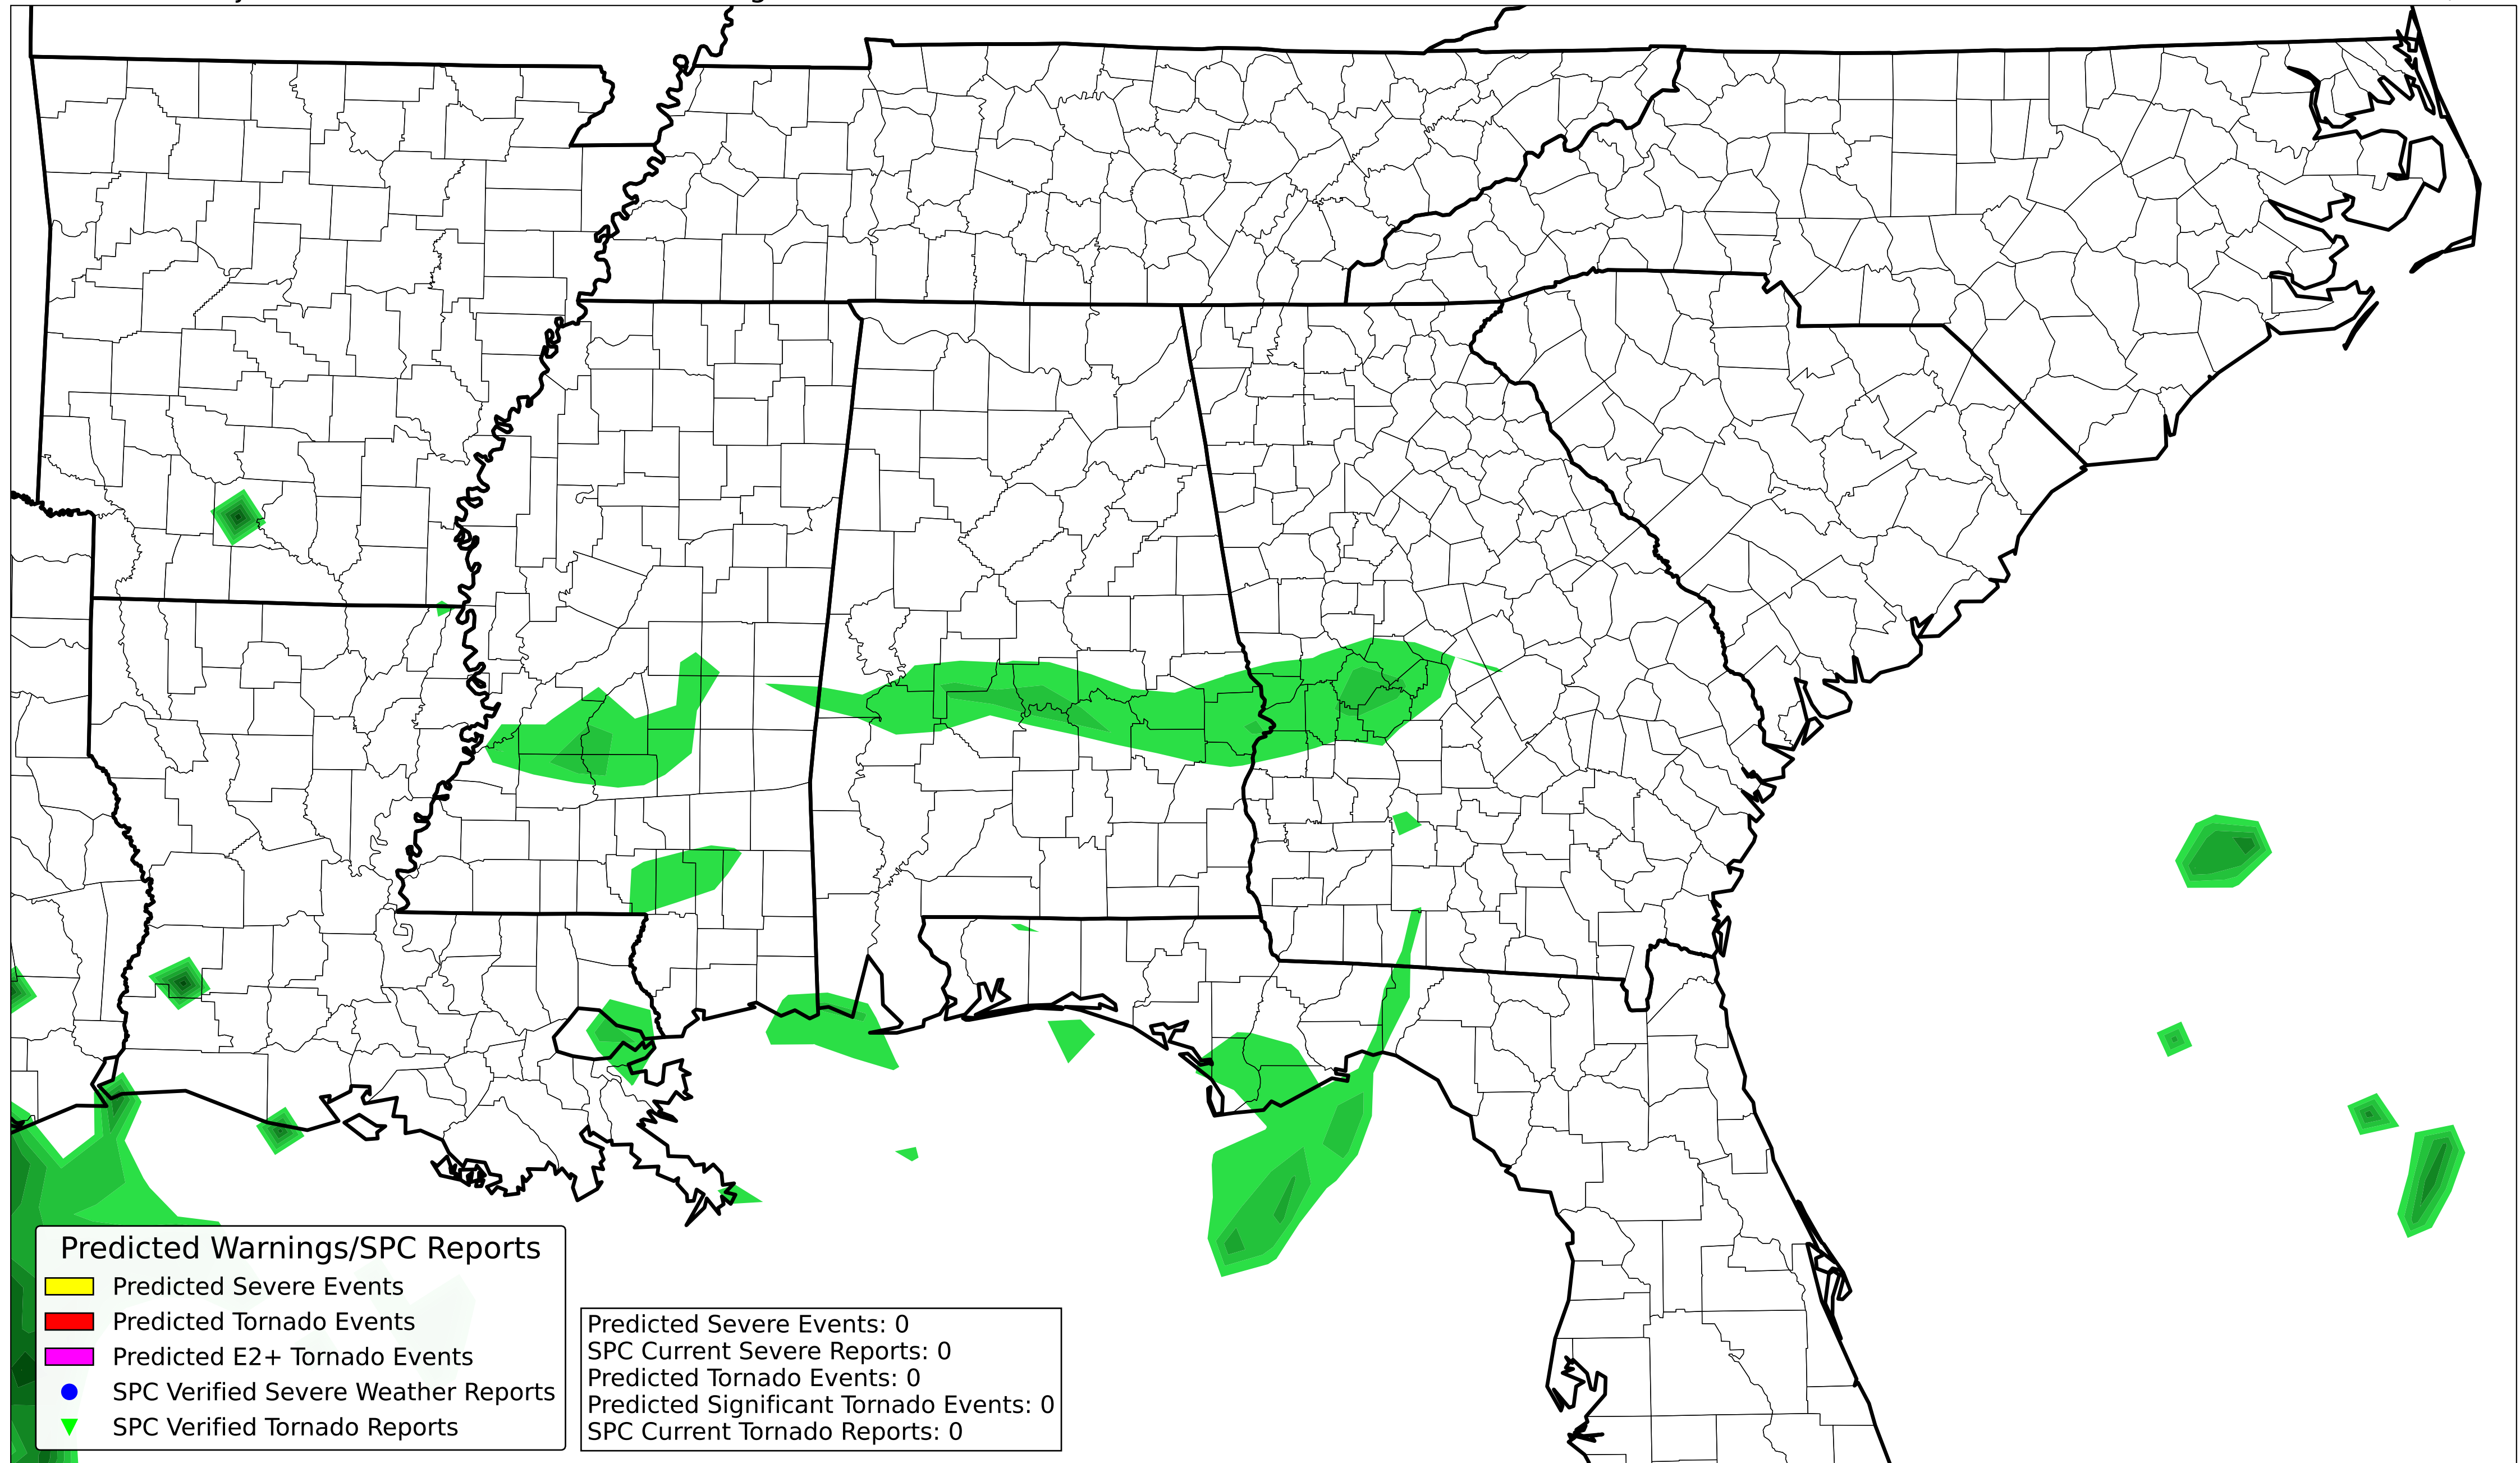 Predicted Warnings/SPC Reports
Predicted Severe Events
Predicted Tornado Events
Predicted E2+ Tornado Events
SPC Verified Severe Weather Reports
SPC Verified Tornado Reports
Predicted Severe Events: 0
SPC Current Severe Reports: 0
Predicted Tornado Events: 0
Predicted Significant Tornado Events: 0
SPC Current Tornado Reports: 0